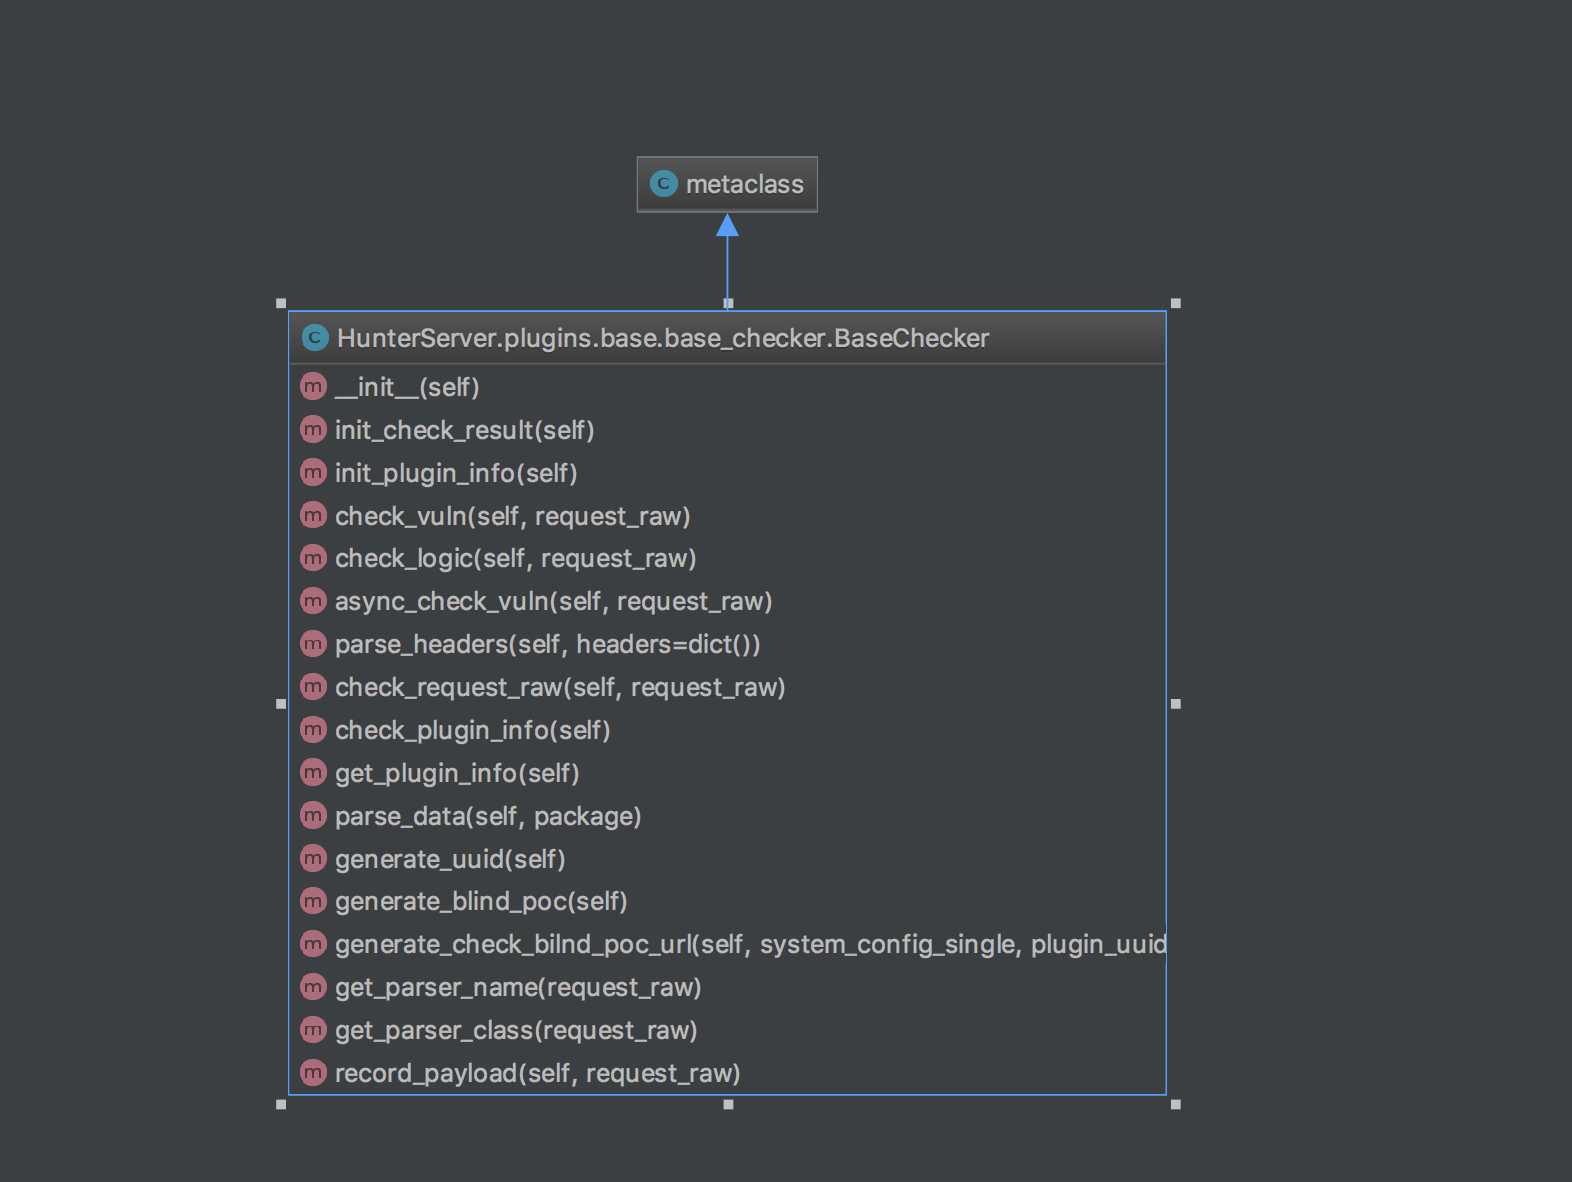 C metaclass
C HunterServer.plugins.base.base_checker.BaseChecker
m __init__(self)
m init_check_result(self)
m init_plugin_info(self)
m check_vuln(self, request_raw)
m check_logic(self, request_raw)
m async_check_vuln(self, request_raw)
m parse_headers(self, headers=dict())
m check_request_raw(self, request_raw)
m check_plugin_info(self)
m get_plugin_info(self)
m parse_data(self, package)
m generate_uuid(self)
m generate_blind_poc(self)
m generate_check_bilnd_poc_url(self, system_config_single, plugin_uuid
m get_parser_name(request_raw)
m get_parser_class(request_raw)
m record_payload(self, request_raw)